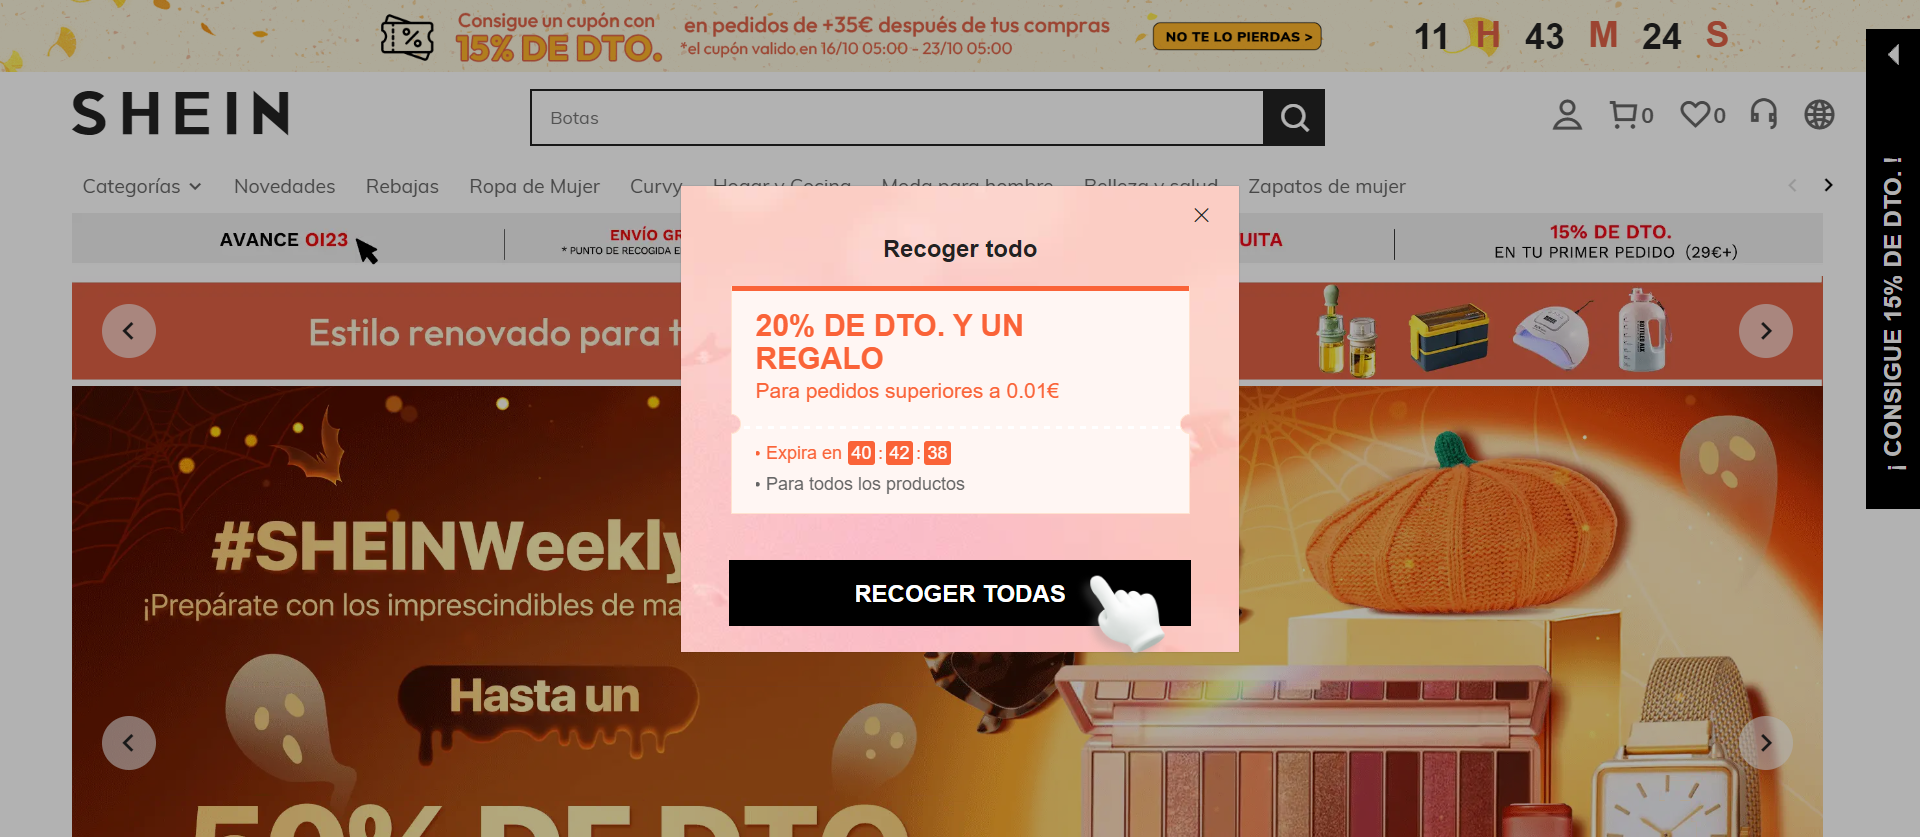 Consigue un cupón con
15% DE DTO.
en pedidos de +35€ después de tus compras
*el cupón valido en 16/10 05:00 - 23/10 05:00
NO TE LO PIERDAS >
11 H 43 M 24 S
SHEIN
Botas
0
0
Categorías
Novedades
Rebajas
Ropa de Mujer
Curvy
Hogar y Cocina
Moda para hombre
Belleza y salud
Zapatos de mujer
AVANCE OI23
ENVÍO GR
* PUNTO DE RECOGIDA E
UITA
15% DE DTO.
EN TU PRIMER PEDIDO (29€+)
¡ CONSIGUE 15% DE DTO. !
Estilo renovado para t
Recoger todo
20% DE DTO. Y UN
REGALO
Para pedidos superiores a 0.01€
• Expira en 40 : 42 : 38
• Para todos los productos
RECOGER TODAS
#SHEINWeekly
¡Prepárate con los imprescindibles de ma
Hasta un
50% DE DTO